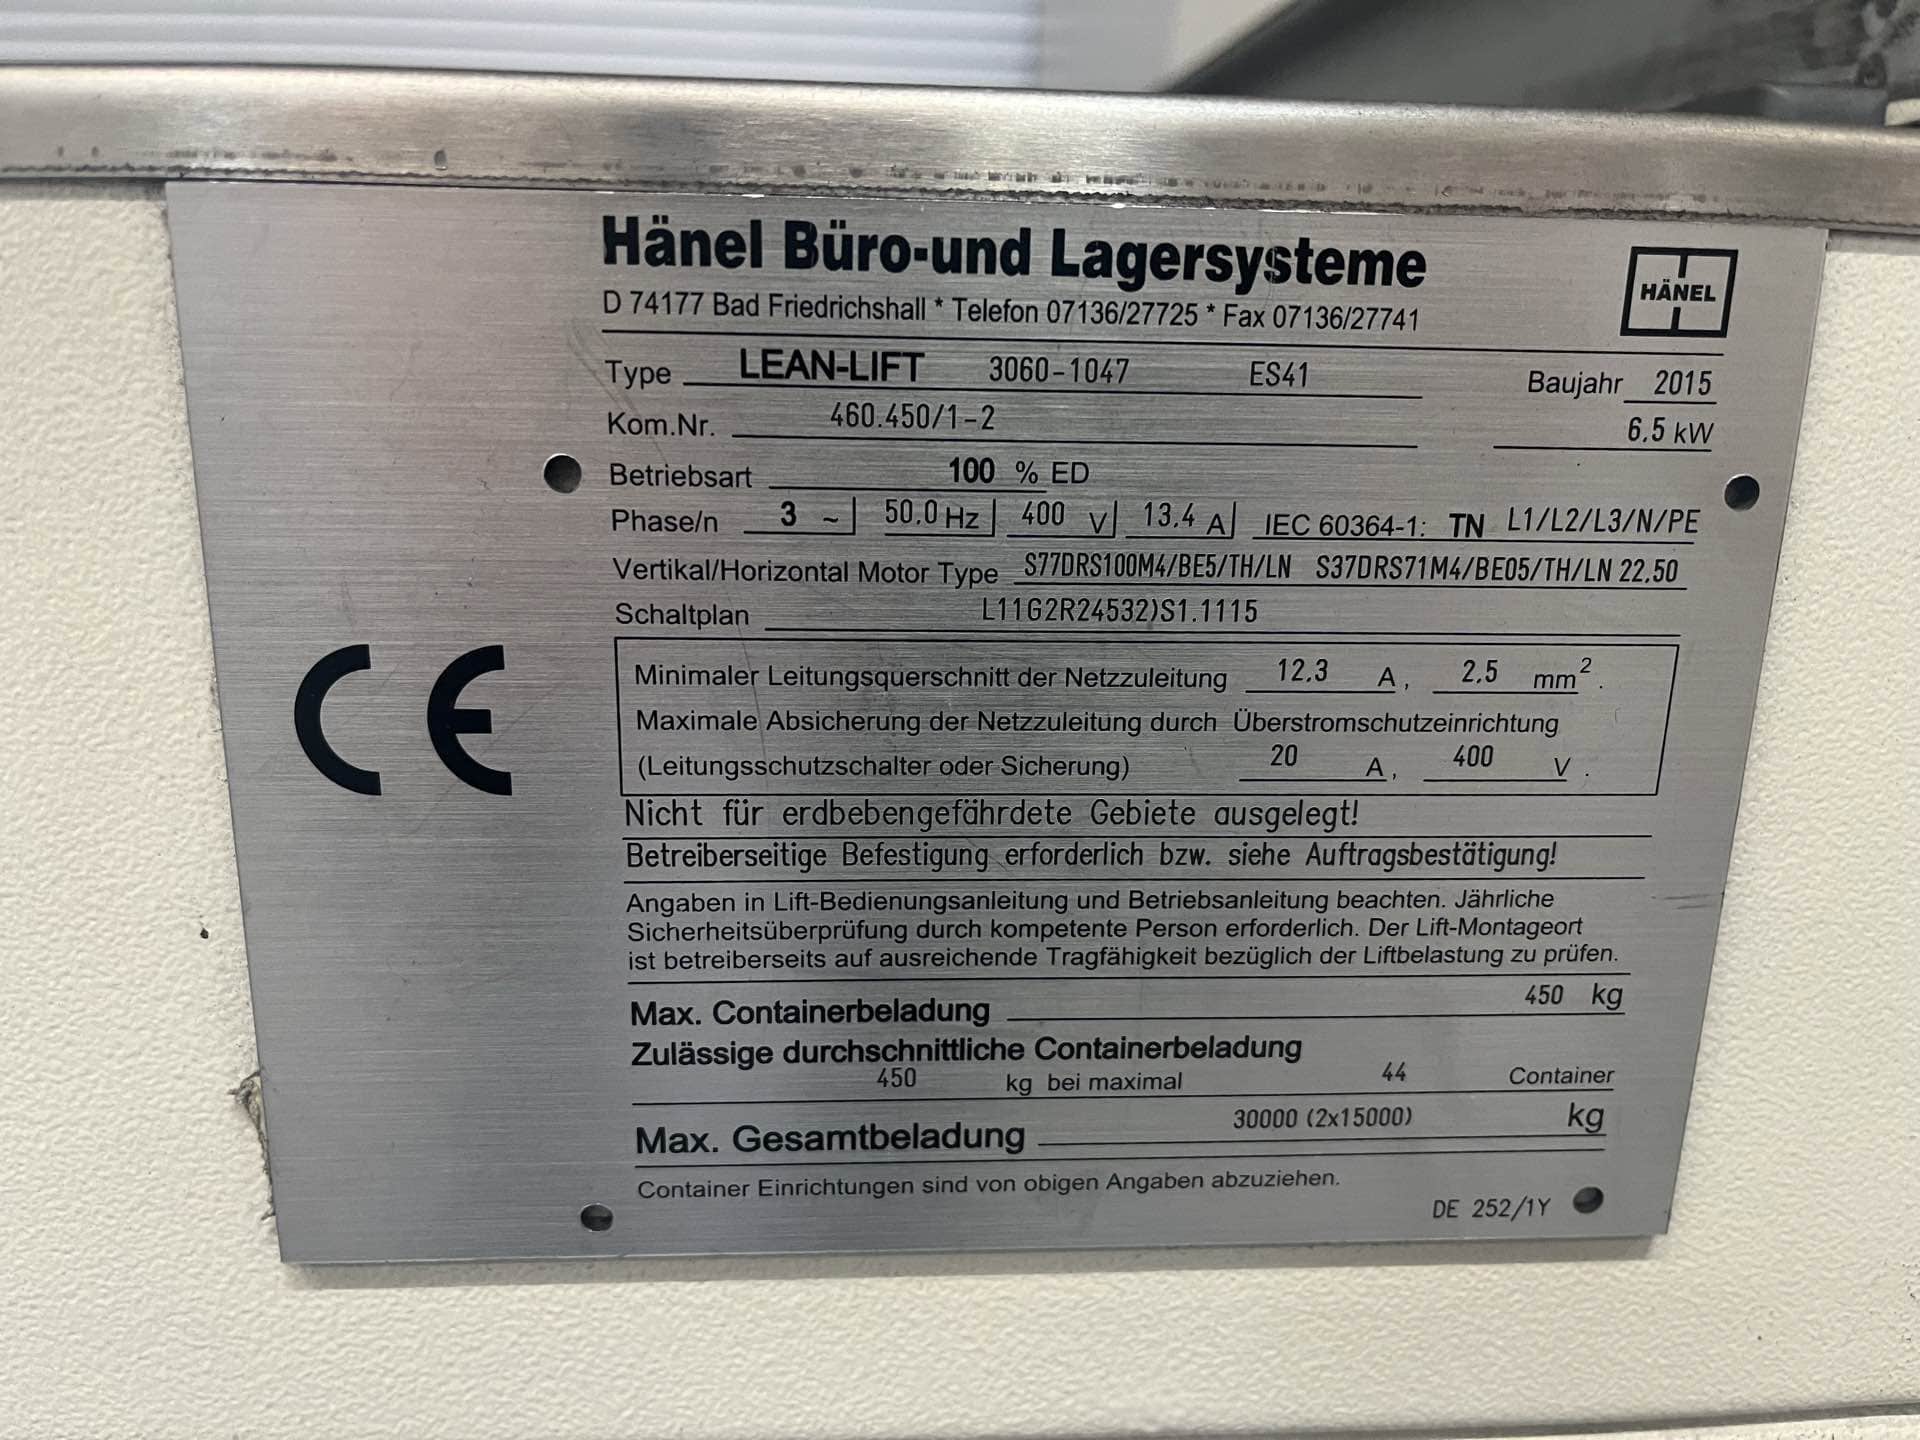 Hänel Büro-und Lagersysteme
D 74177 Bad Friedrichshall * Telefon 07136/27725 * Fax 07136/27741
HÄNEL
Type LEAN-LIFT 3060-1047 ES41 Baujahr 2015
Kom.Nr. 460.450/1-2 6.5 kW
Betriebsart 100 % ED
Phase/n 3 ~ 50.0 Hz 400 V 13.4 A IEC 60364-1: TN L1/L2/L3/N/PE
Vertikal/Horizontal Motor Type S77DRS100M4/BE5/TH/LN S37DRS71M4/BE05/TH/LN 22.50
Schaltplan L11G2R24532)S1.1115
CE
Minimaler Leitungsquerschnitt der Netzzuleitung 12.3 A, 2.5 mm².
Maximale Absicherung der Netzzuleitung durch Überstromschutzeinrichtung
(Leitungsschutzschalter oder Sicherung) 20 A, 400 V.
Nicht für erdbebengefährdete Gebiete ausgelegt!
Betreiberseitige Befestigung erforderlich bzw. siehe Auftragsbestätigung!
Angaben in Lift-Bedienungsanleitung und Betriebsanleitung beachten. Jährliche
Sicherheitsüberprüfung durch kompetente Person erforderlich. Der Lift-Montageort
ist betreiberseits auf ausreichende Tragfähigkeit bezüglich der Liftbelastung zu prüfen.
Max. Containerbeladung 450 kg
Zulässige durchschnittliche Containerbeladung
450 kg bei maximal 44 Container
Max. Gesamtbeladung 30000 (2x15000) kg
Container Einrichtungen sind von obigen Angaben abzuziehen.
DE 252/1Y